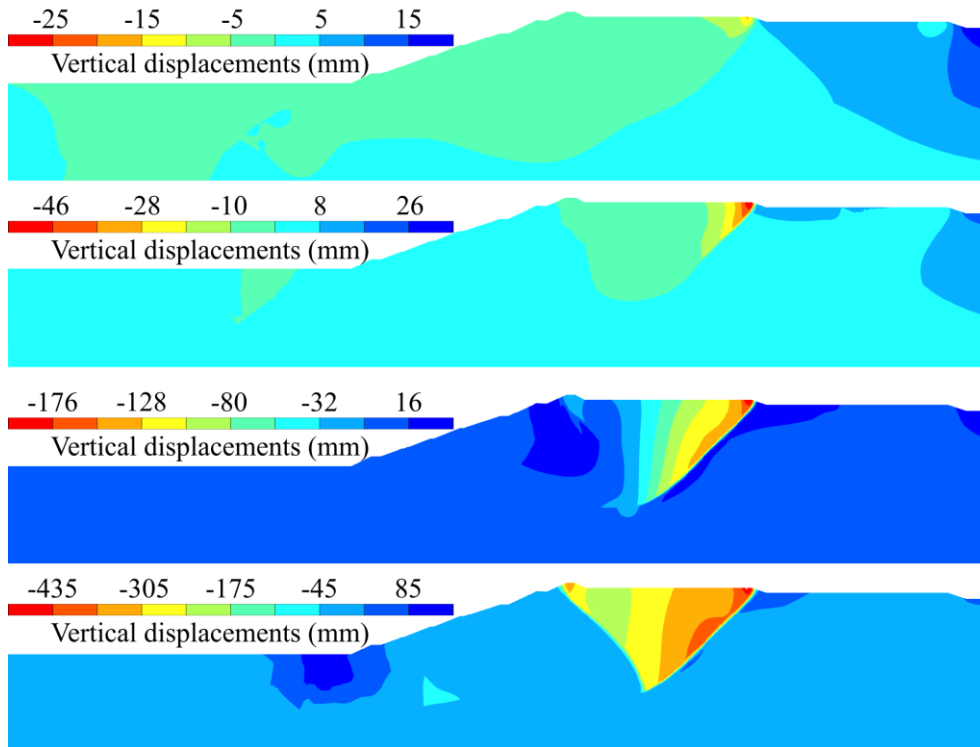 -25 -15 -5 5 15
Vertical displacements (mm)
-46 -28 -10 8 26
Vertical displacements (mm)
-176 -128 -80 -32 16
Vertical displacements (mm)
-435 -305 -175 -45 85
Vertical displacements (mm)